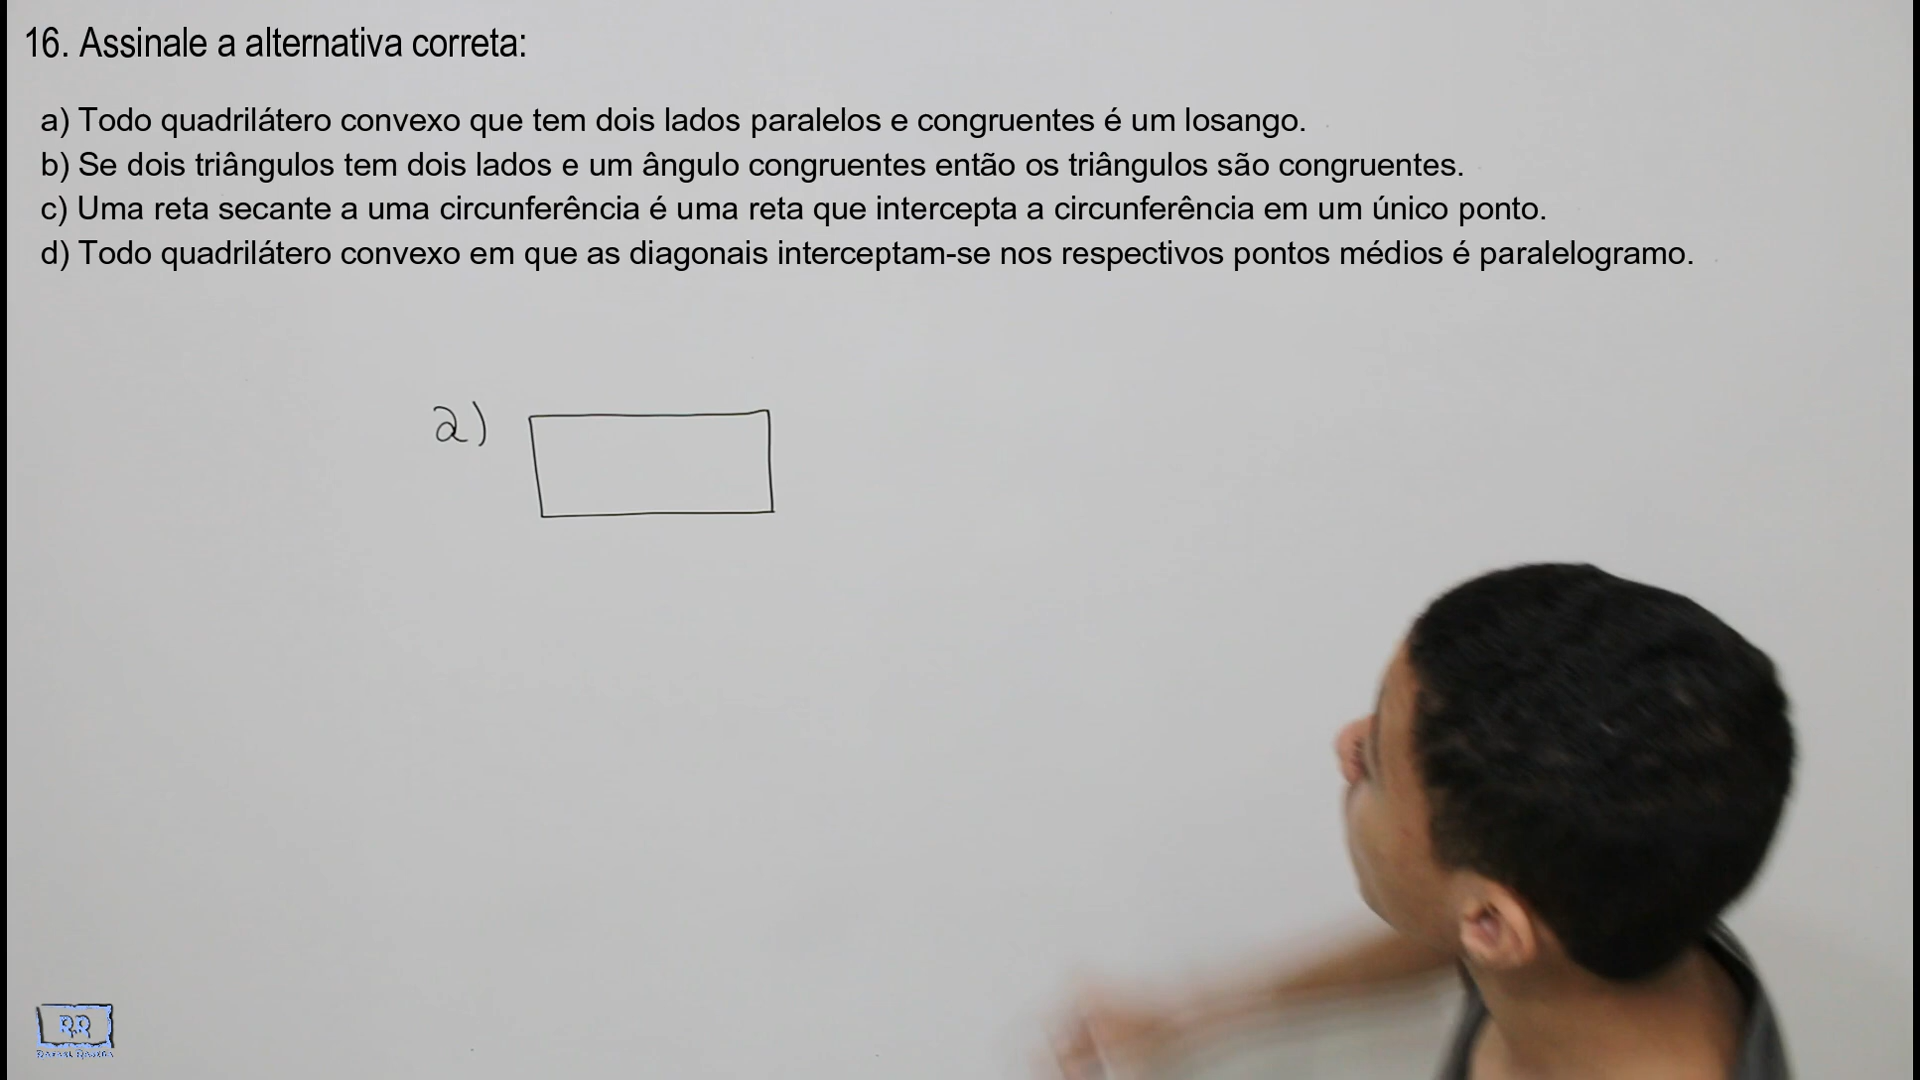 16. Assinale a alternativa correta:
a) Todo quadrilátero convexo que tem dois lados paralelos e congruentes é um losango.
b) Se dois triângulos tem dois lados e um ângulo congruentes então os triângulos são congruentes.
c) Uma reta secante a uma circunferência é uma reta que intercepta a circunferência em um único ponto.
d) Todo quadrilátero convexo em que as diagonais interceptam-se nos respectivos pontos médios é paralelogramo.
a)
RR